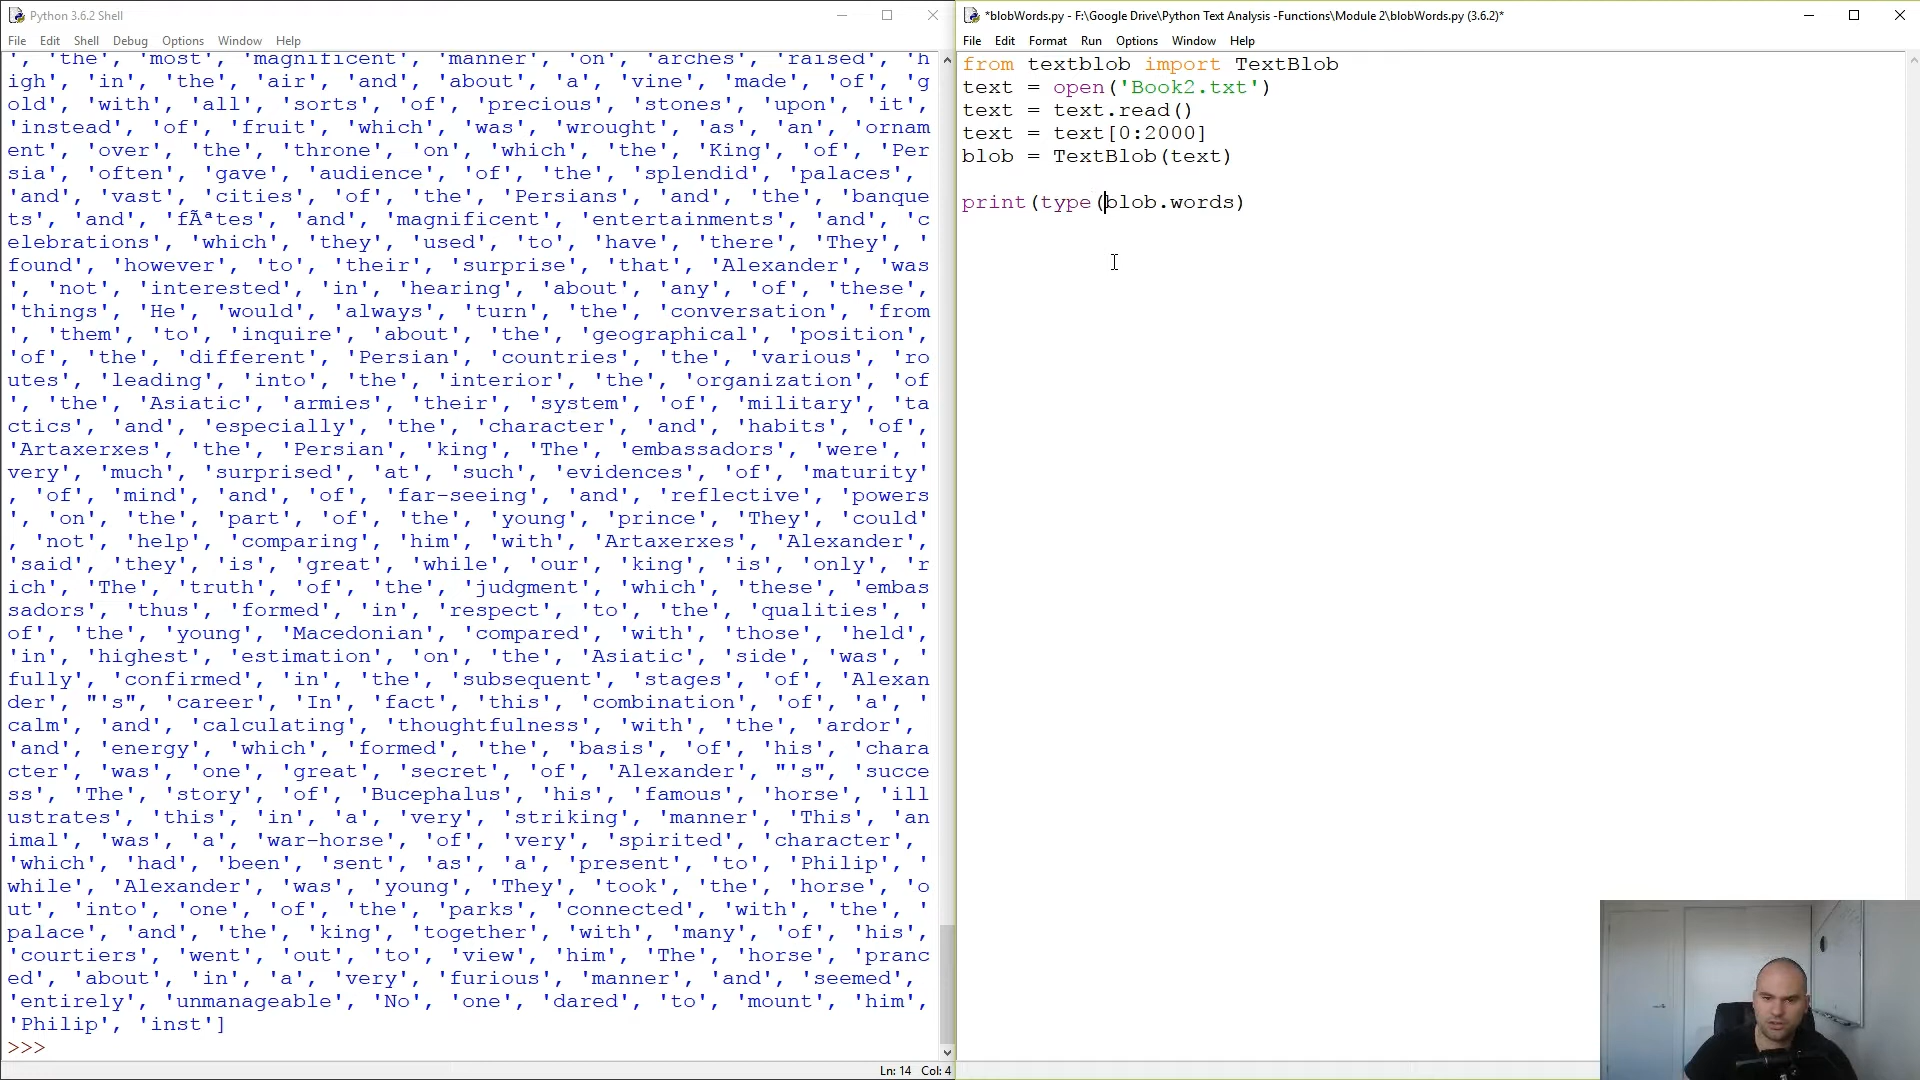 Python 3.6.2 Shell
File Edit Shell Debug Options Window Help
', 'the', 'most', 'magnificent', 'manner', 'on', 'arches', 'raised', 'h
igh', 'in', 'the', 'air', 'and', 'about', 'a', 'vine', 'made', 'of', 'g
old', 'with', 'all', 'sorts', 'of', 'precious', 'stones', 'upon', 'it',
'instead', 'of', 'fruit', 'which', 'was', 'wrought', 'as', 'an', 'ornam
ent', 'over', 'the', 'throne', 'on', 'which', 'the', 'King', 'of', 'Per
sia', 'often', 'gave', 'audience', 'of', 'the', 'splendid', 'palaces',
'and', 'vast', 'cities', 'of', 'the', 'Persians', 'and', 'the', 'banque
ts', 'and', 'fÃªtes', 'and', 'magnificent', 'entertainments', 'and', 'c
elebrations', 'which', 'they', 'used', 'to', 'have', 'there', 'They', '
found', 'however', 'to', 'their', 'surprise', 'that', 'Alexander', 'was
', 'not', 'interested', 'in', 'hearing', 'about', 'any', 'of', 'these',
'things', 'He', 'would', 'always', 'turn', 'the', 'conversation', 'from
', 'them', 'to', 'inquire', 'about', 'the', 'geographical', 'position',
'of', 'the', 'different', 'Persian', 'countries', 'the', 'various', 'ro
utes', 'leading', 'into', 'the', 'interior', 'the', 'organization', 'of
', 'the', 'Asiatic', 'armies', 'their', 'system', 'of', 'military', 'ta
ctics', 'and', 'especially', 'the', 'character', 'and', 'habits', 'of',
'Artaxerxes', 'the', 'Persian', 'king', 'The', 'embassadors', 'were', '
very', 'much', 'surprised', 'at', 'such', 'evidences', 'of', 'maturity'
, 'of', 'mind', 'and', 'of', 'far-seeing', 'and', 'reflective', 'powers
', 'on', 'the', 'part', 'of', 'the', 'young', 'prince', 'They', 'could'
, 'not', 'help', 'comparing', 'him', 'with', 'Artaxerxes', 'Alexander',
'said', 'they', 'is', 'great', 'while', 'our', 'king', 'is', 'only', 'r
ich', 'The', 'truth', 'of', 'the', 'judgment', 'which', 'these', 'embas
sadors', 'thus', 'formed', 'in', 'respect', 'to', 'the', 'qualities', '
of', 'the', 'young', 'Macedonian', 'compared', 'with', 'those', 'held',
'in', 'highest', 'estimation', 'on', 'the', 'Asiatic', 'side', 'was', '
fully', 'confirmed', 'in', 'the', 'subsequent', 'stages', 'of', 'Alexan
der', "'s", 'career', 'In', 'fact', 'this', 'combination', 'of', 'a', '
calm', 'and', 'calculating', 'thoughtfulness', 'with', 'the', 'ardor',
'and', 'energy', 'which', 'formed', 'the', 'basis', 'of', 'his', 'chara
cter', 'was', 'one', 'great', 'secret', 'of', 'Alexander', "'s", 'succe
ss', 'The', 'story', 'of', 'Bucephalus', 'his', 'famous', 'horse', 'ill
ustrates', 'this', 'in', 'a', 'very', 'striking', 'manner', 'This', 'an
imal', 'was', 'a', 'war-horse', 'of', 'very', 'spirited', 'character',
'which', 'had', 'been', 'sent', 'as', 'a', 'present', 'to', 'Philip', '
while', 'Alexander', 'was', 'young', 'They', 'took', 'the', 'horse', 'o
ut', 'into', 'one', 'of', 'the', 'parks', 'connected', 'with', 'the', '
palace', 'and', 'the', 'king', 'together', 'with', 'many', 'of', 'his',
'courtiers', 'went', 'out', 'to', 'view', 'him', 'The', 'horse', 'pranc
ed', 'about', 'in', 'a', 'very', 'furious', 'manner', 'and', 'seemed',
'entirely', 'unmanageable', 'No', 'one', 'dared', 'to', 'mount', 'him',
'Philip', 'inst']
>>>
Ln: 14 Col: 4
*blobWords.py - F:\Google Drive\Python Text Analysis -Functions\Module 2\blobWords.py (3.6.2)*
File Edit Format Run Options Window Help
from textblob import TextBlob
text = open('Book2.txt')
text = text.read()
text = text[0:2000]
blob = TextBlob(text)
print(type(blob.words)